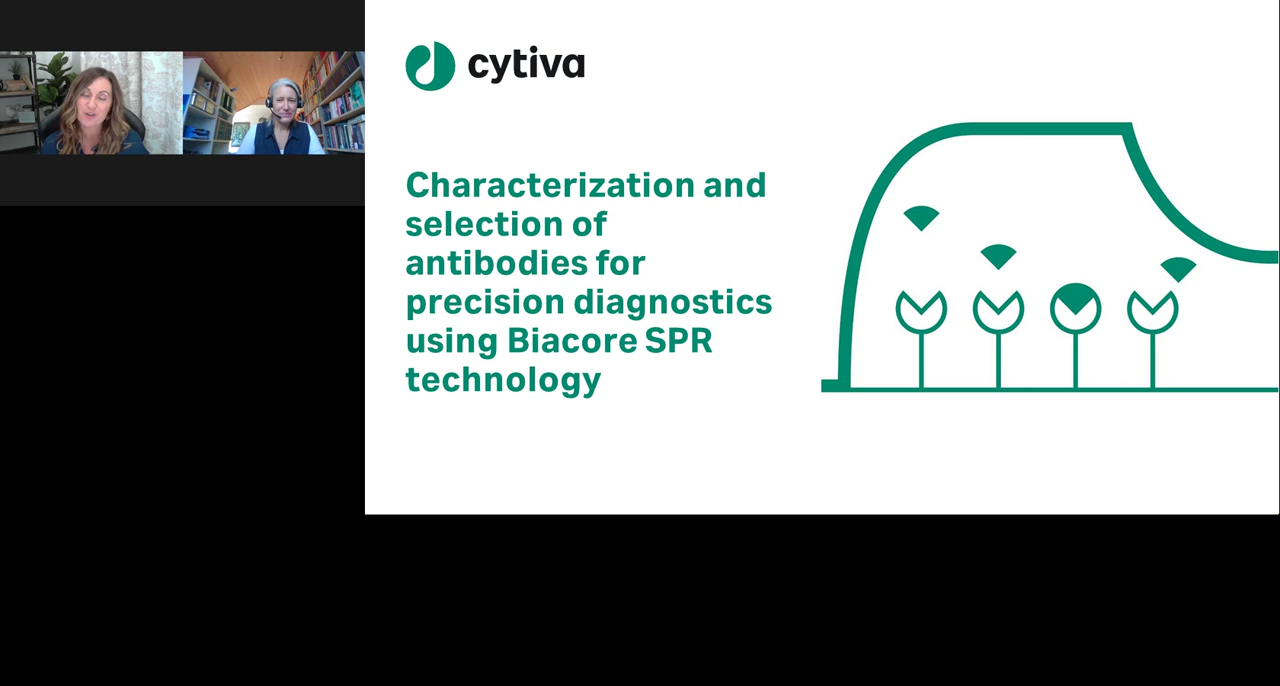 cytiva
Characterization and
selection of
antibodies for
precision diagnostics
using Biacore SPR
technology